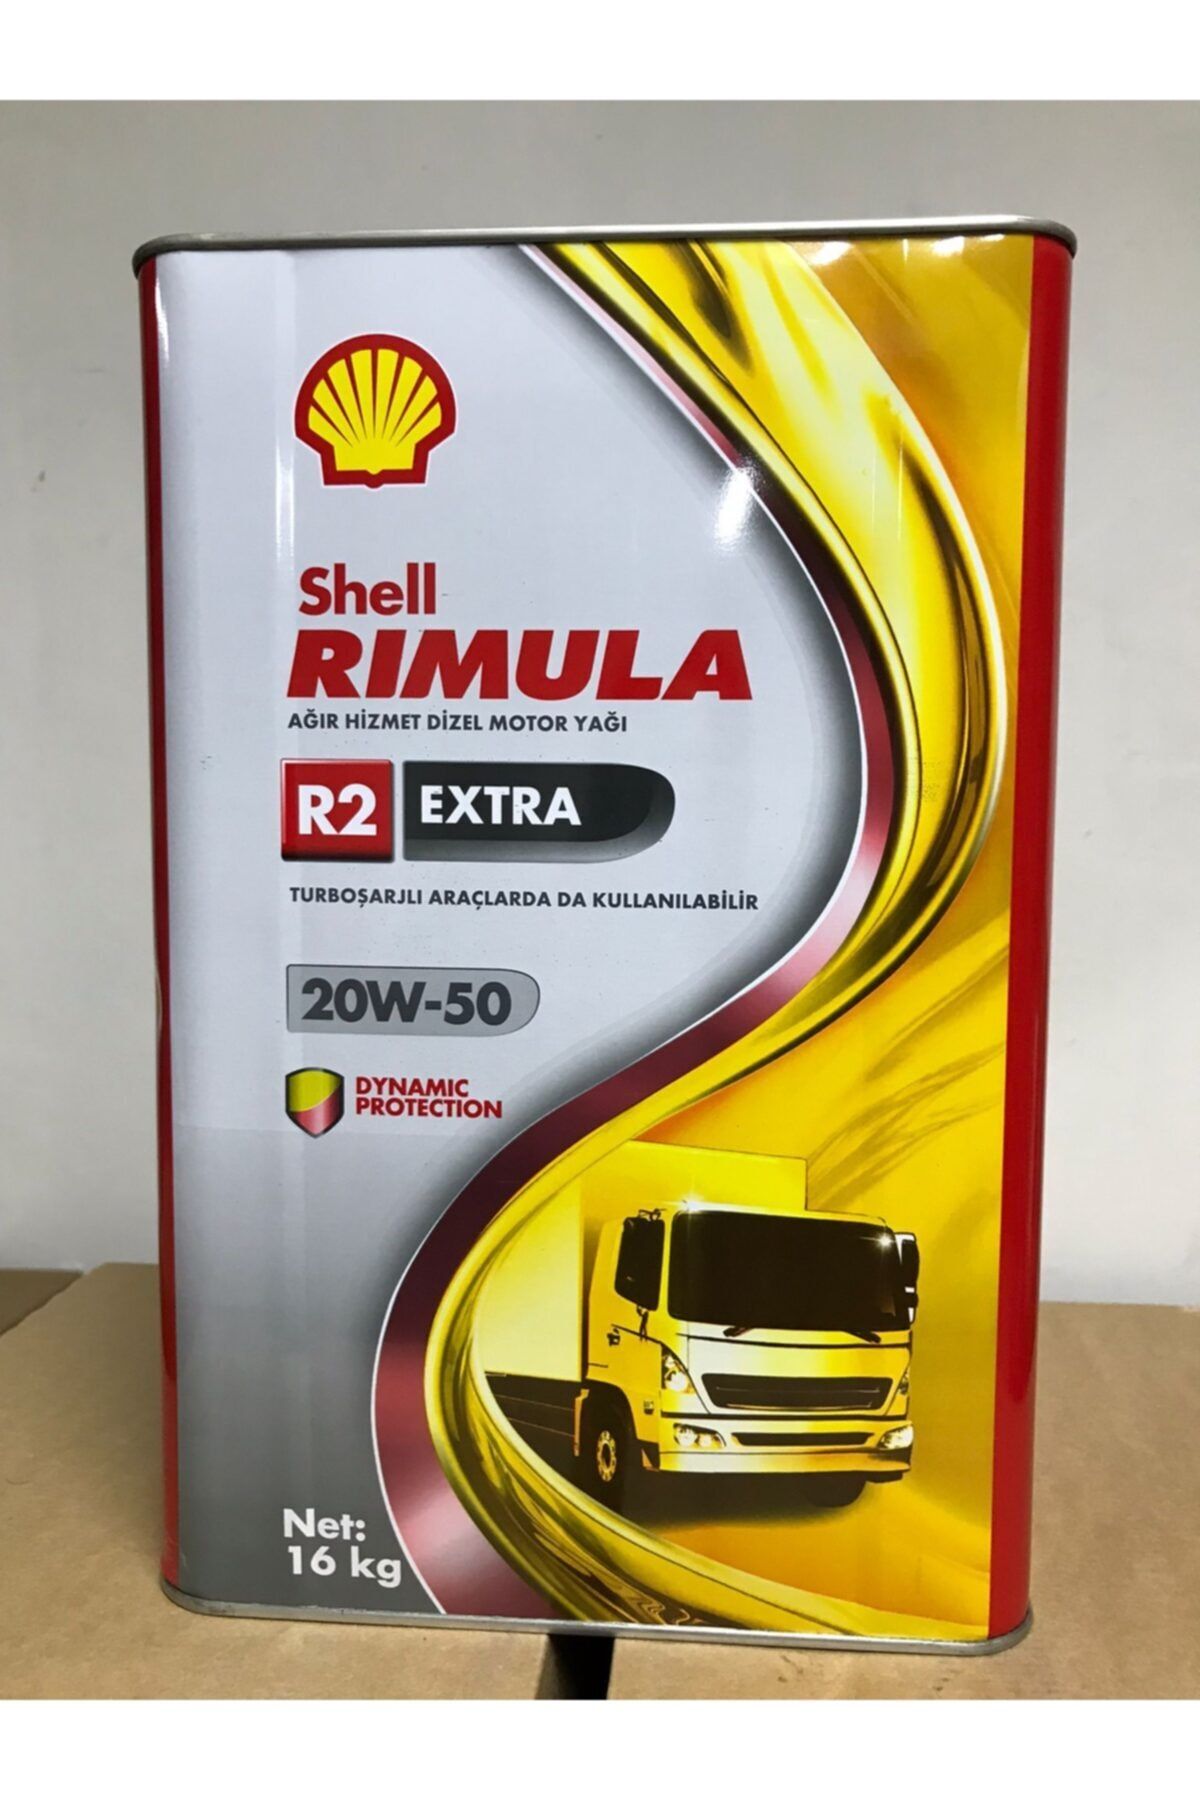 Shell
RIMULA
AĞIR HİZMET DİZEL MOTOR YAĞI
R2 EXTRA
TURBOŞARJLI ARAÇLARDA DA KULLANILABİLİR
20W-50
DYNAMIC
PROTECTION
Net:
16 kg